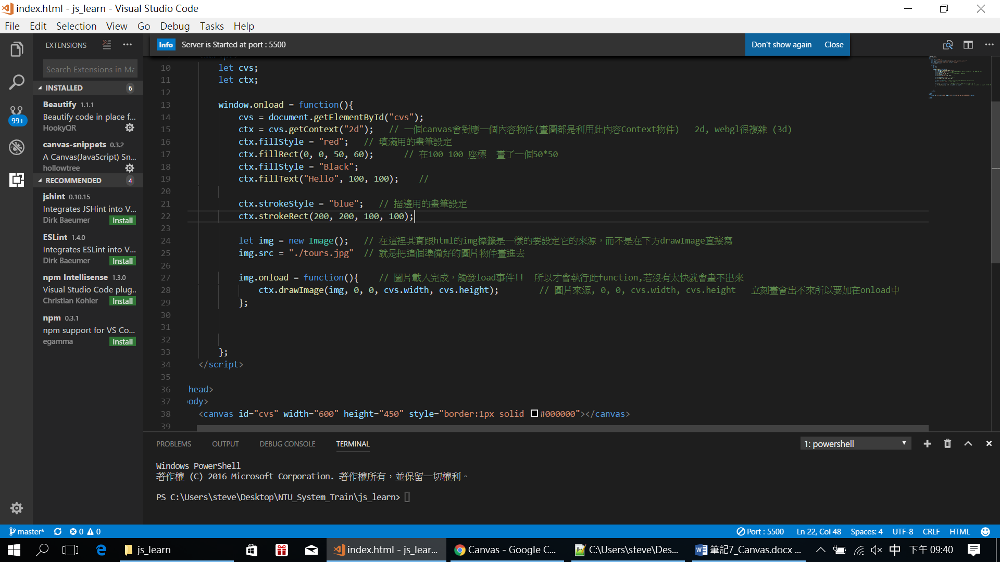 index.html - js_learn - Visual Studio Code
File Edit Selection View Go Debug Tasks Help
EXTENSIONS
Info Server is Started at port : 5500 Don't show again Close
Search Extensions in Ma
INSTALLED 6
Beautify 1.1.1
Beautify code in place f...
HookyQR
99+
canvas-snippets 0.3.2
A Canvas(JavaScript) Sn...
hollowtree
RECOMMENDED 4
jshint 0.10.15
Integrates JSHint into V...
Dirk Baeumer Install
ESLint 1.4.0
Integrates ESLint into V...
Dirk Baeumer Install
npm Intellisense 1.3.0
Visual Studio Code plug...
Christian Kohler Install
npm 0.3.1
npm support for VS Co...
egamma Install
10 let cvs;
11 let ctx;
12
13 window.onload = function(){
14 cvs = document.getElementById("cvs");
15 ctx = cvs.getContext("2d"); // 一個canvas會對應一個內容物件(畫圖都是利用此內容Context物件) 2d, webgl很複雜 (3d)
16 ctx.fillStyle = "red"; // 填滿用的畫筆設定
17 ctx.fillRect(0, 0, 50, 60); // 在100 100 座標 畫了一個50*50
18 ctx.fillStyle = "Black";
19 ctx.fillText("Hello", 100, 100); //
20
21 ctx.strokeStyle = "blue"; // 描邊用的畫筆設定
22 ctx.strokeRect(200, 200, 100, 100);
23
24 let img = new Image(); // 在這裡其實跟html的img標籤是一樣的要設定它的來源，而不是在下方drawImage直接寫
25 img.src = "./tours.jpg" // 就是把這個準備好的圖片物件畫進去
26
27 img.onload = function(){ // 圖片載入完成，觸發load事件!! 所以才會執行此function,若沒有太快就會畫不出來
28 ctx.drawImage(img, 0, 0, cvs.width, cvs.height); // 圖片來源, 0, 0, cvs.width, cvs.height 立刻畫會出不來所以要加在onload中
29 };
30
31
32
33 };
34 </script>
35
36 head>
37 ody>
38 <canvas id="cvs" width="600" height="450" style="border:1px solid #000000"></canvas>
39
PROBLEMS OUTPUT DEBUG CONSOLE TERMINAL 1: powershell
Windows PowerShell
著作權 (C) 2016 Microsoft Corporation. 著作權所有，並保留一切權利。
PS C:\Users\steve\Desktop\NTU_System_Train\js_learn>
master* 0 0 Port : 5500 Ln 22, Col 48 Spaces: 4 UTF-8 CRLF HTML
js_learn index.html - js_lear... Canvas - Google C... C:\Users\steve\Des... 筆記7_Canvas.docx ... 中 下午 09:40